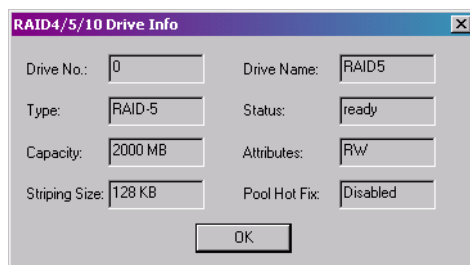 RAID4/5/10 Drive Info
Drive No.: 0 Drive Name: RAID5
Type: RAID-5 Status: ready
Capacity: 2000 MB Attributes: RW
Striping Size: 128 KB Pool Hot Fix: Disabled
OK